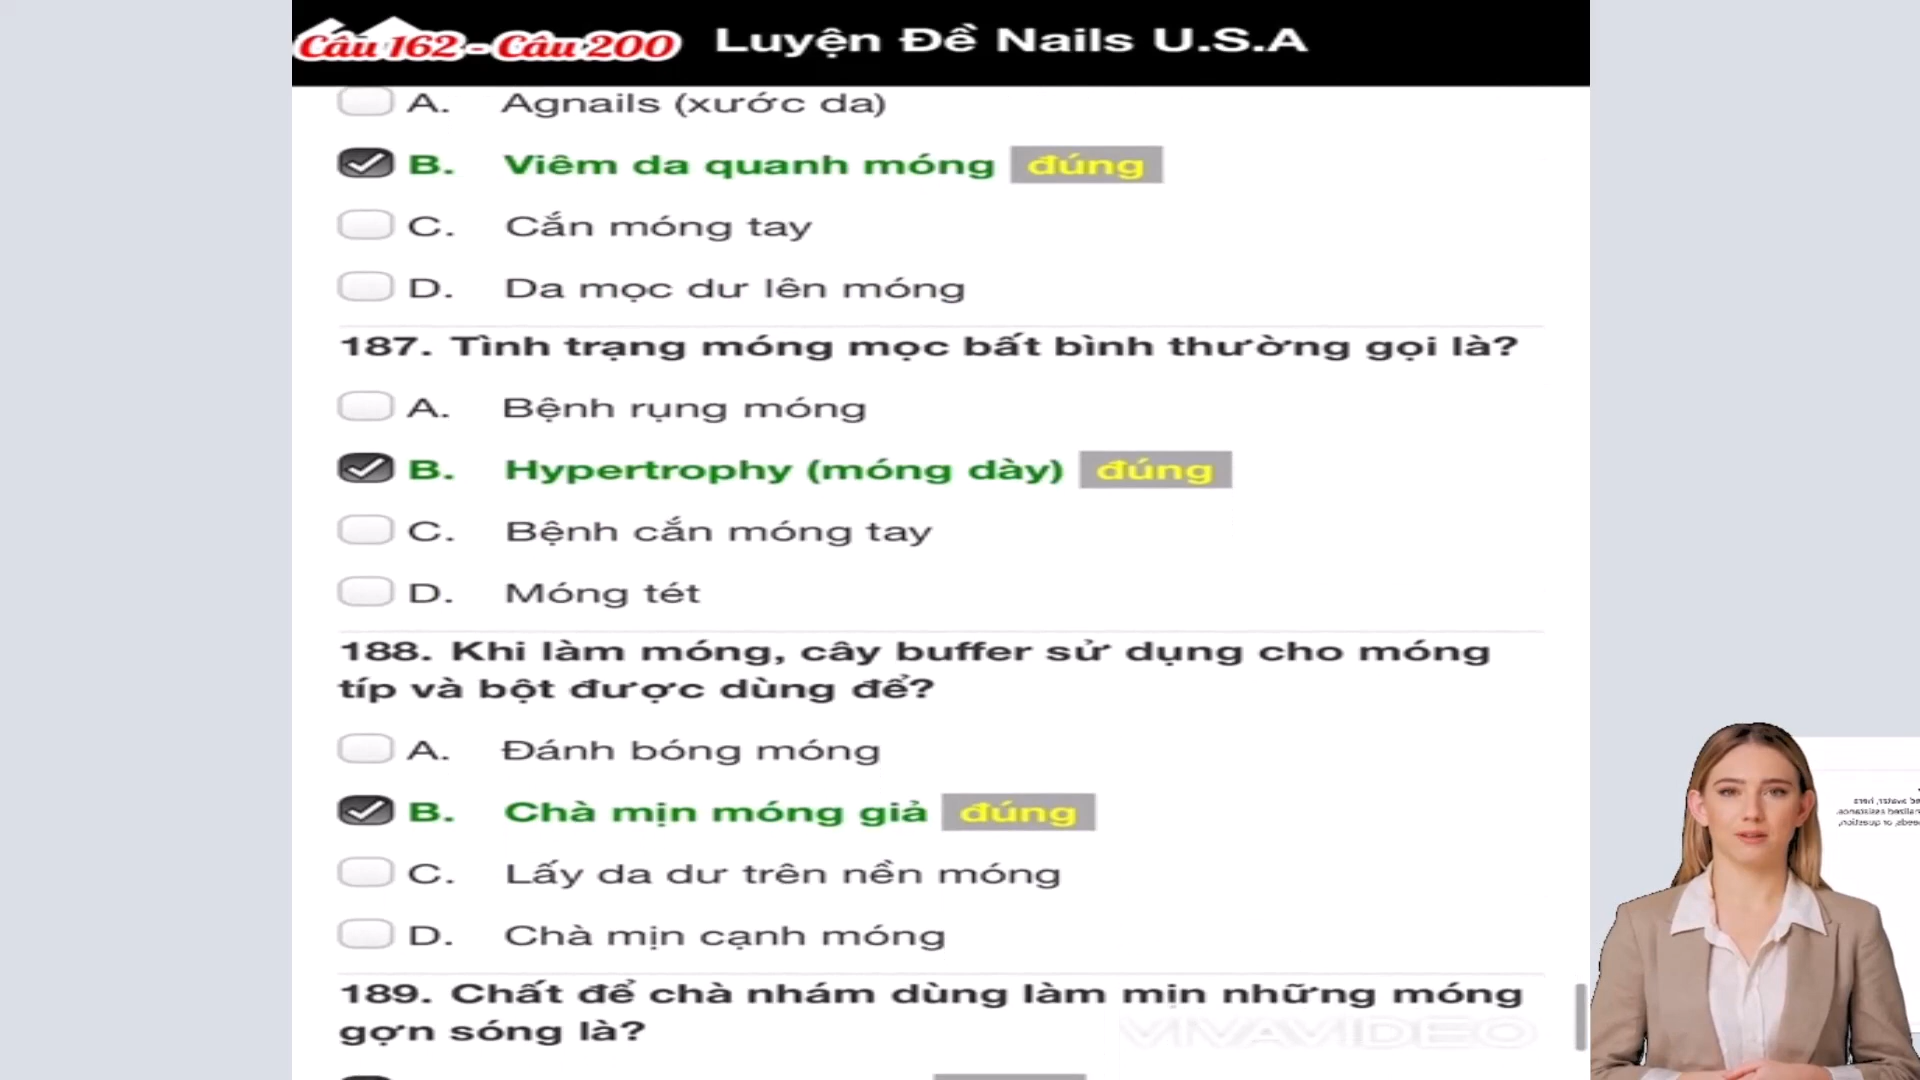 Câu 162 - Câu 200 Luyện Đề Nails U.S.A
A. Agnails (xước da)
B. Viêm da quanh móng đúng
C. Cắn móng tay
D. Da mọc dư lên móng
187. Tình trạng móng mọc bất bình thường gọi là?
A. Bệnh rụng móng
B. Hypertrophy (móng dày) đúng
C. Bệnh cắn móng tay
D. Móng tét
188. Khi làm móng, cây buffer sử dụng cho móng
típ và bột được dùng để?
A. Đánh bóng móng
B. Chà mịn móng giả đúng
C. Lấy da dư trên nền móng
D. Chà mịn cạnh móng
189. Chất để chà nhám dùng làm mịn những móng
gợn sóng là?
VIVAVIDEO